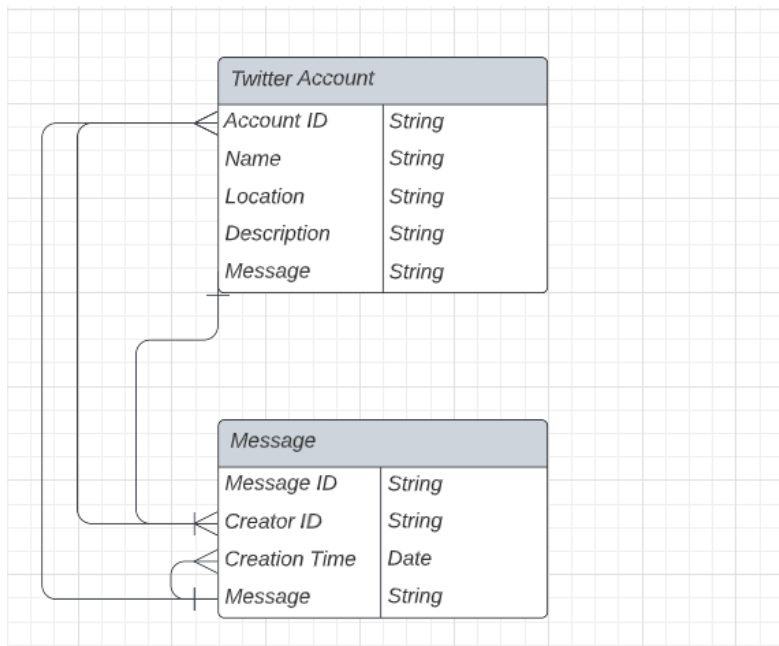 Twitter Account
Account ID String
Name String
Location String
Description String
Message String
Message
Message ID String
Creator ID String
Creation Time Date
Message String